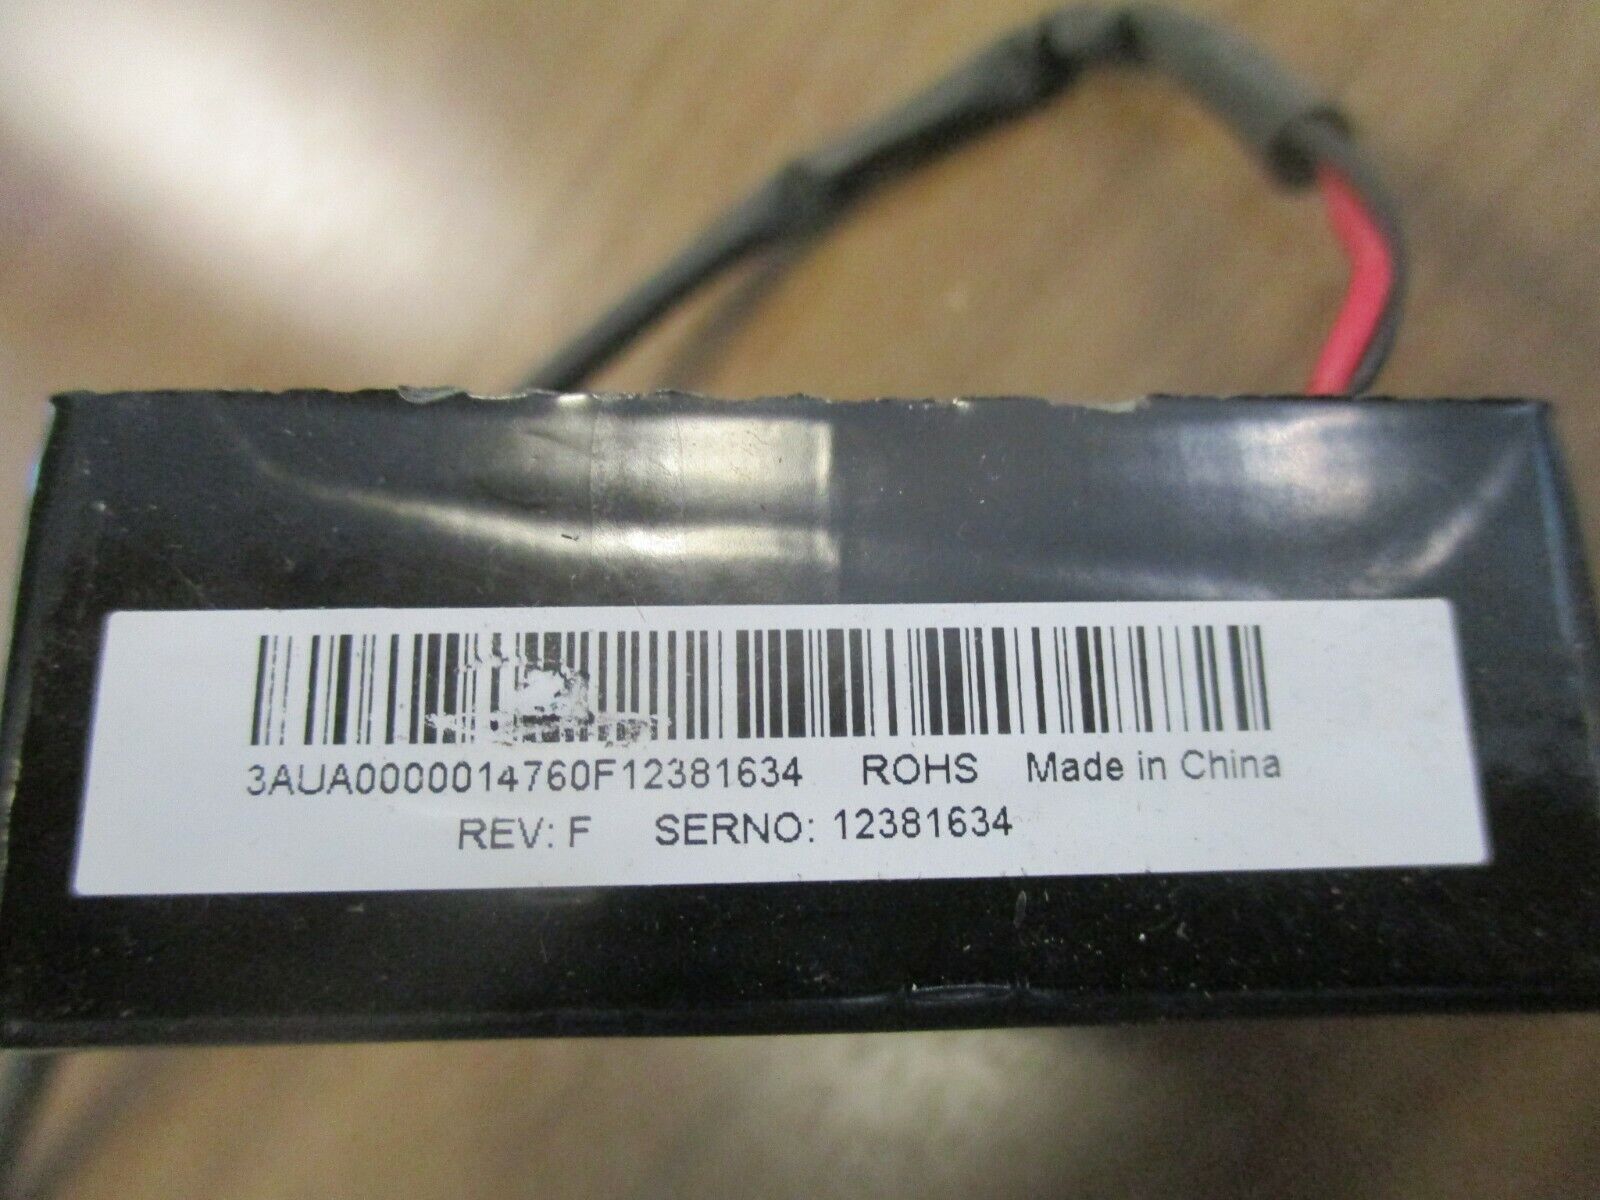 3AUA0000014760F12381634 ROHS Made in China
REV: F SERNO: 12381634